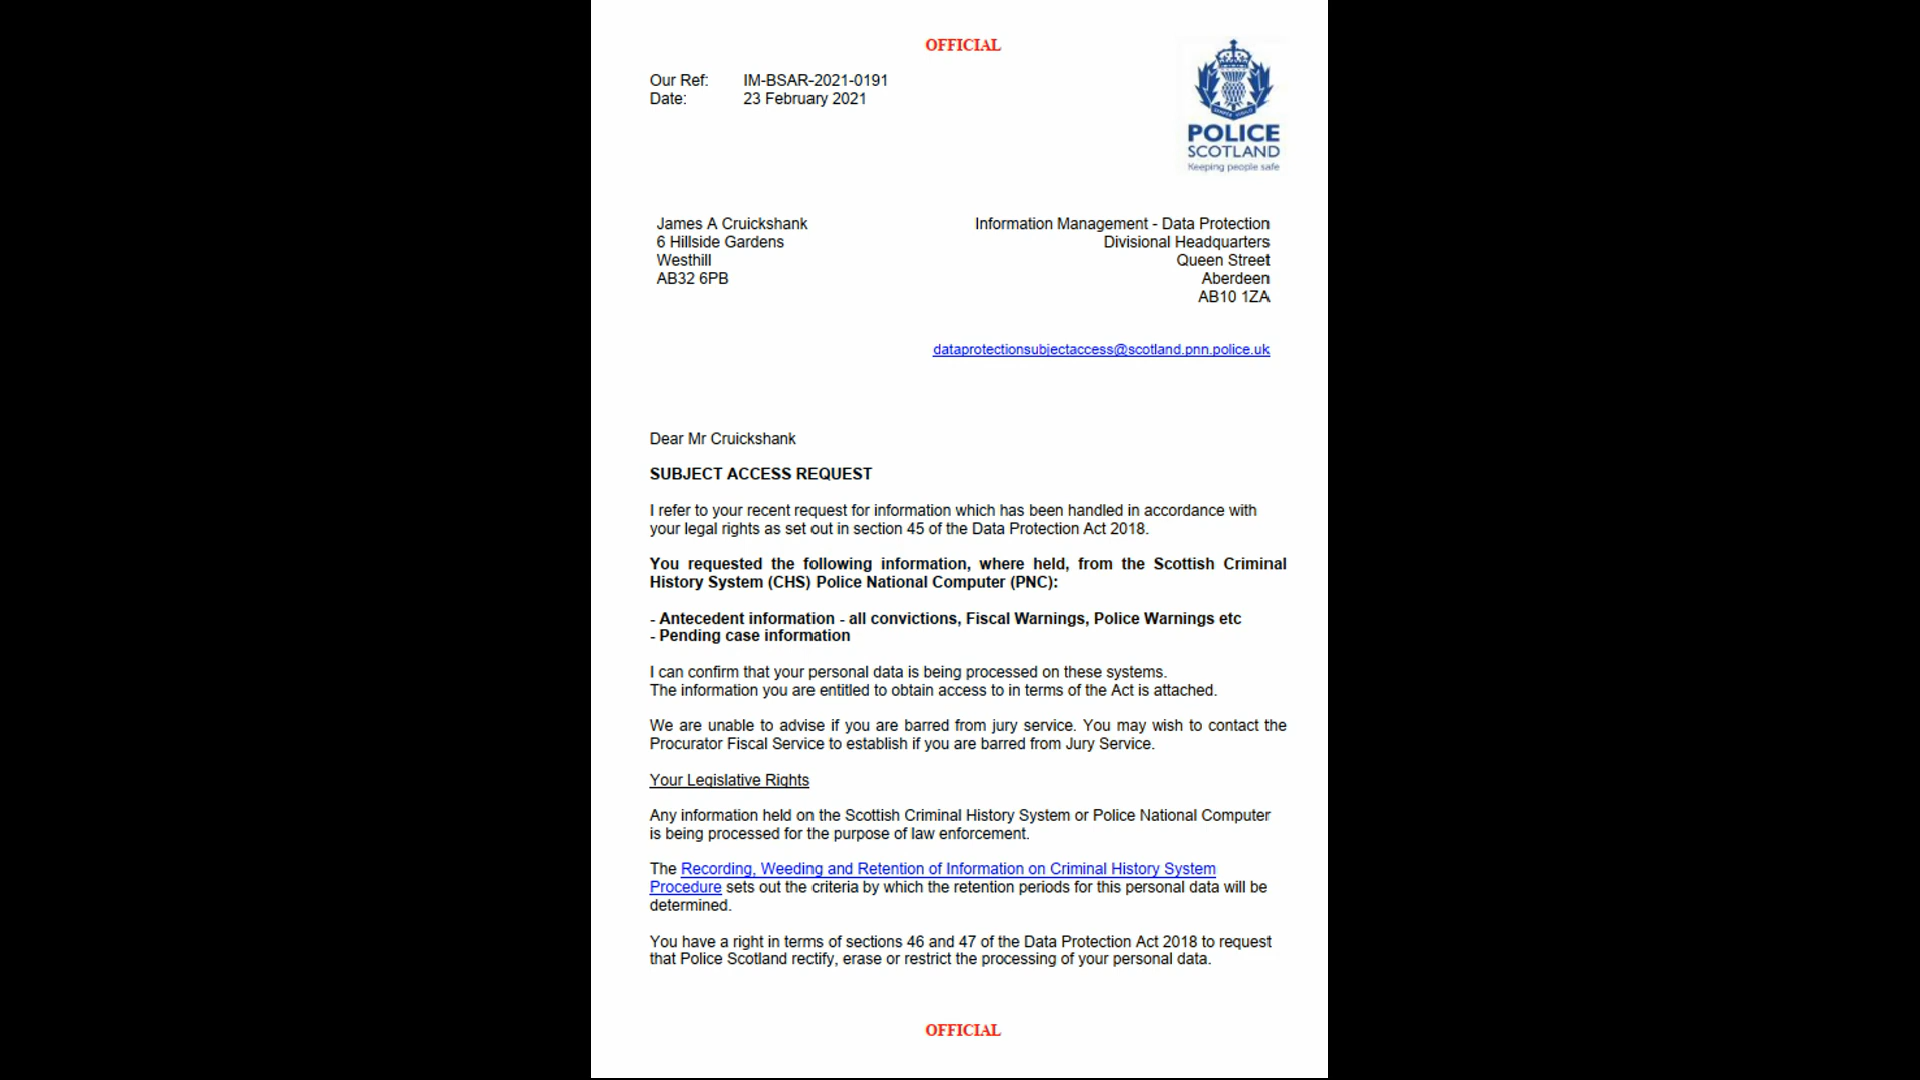 OFFICIAL
Our Ref: IM-BSAR-2021-0191
Date: 23 February 2021
POLICE
SCOTLAND
Keeping people safe
James A Cruickshank
6 Hillside Gardens
Westhill
AB32 6PB
Information Management - Data Protection
Divisional Headquarters
Queen Street
Aberdeen
AB10 1ZA
dataprotectionsubjectaccess@scotland.pnn.police.uk
Dear Mr Cruickshank
SUBJECT ACCESS REQUEST
I refer to your recent request for information which has been handled in accordance with
your legal rights as set out in section 45 of the Data Protection Act 2018.
You requested the following information, where held, from the Scottish Criminal
History System (CHS) Police National Computer (PNC):
- Antecedent information - all convictions, Fiscal Warnings, Police Warnings etc
- Pending case information
I can confirm that your personal data is being processed on these systems.
The information you are entitled to obtain access to in terms of the Act is attached.
We are unable to advise if you are barred from jury service. You may wish to contact the
Procurator Fiscal Service to establish if you are barred from Jury Service.
Your Legislative Rights
Any information held on the Scottish Criminal History System or Police National Computer
is being processed for the purpose of law enforcement.
The Recording, Weeding and Retention of Information on Criminal History System
Procedure sets out the criteria by which the retention periods for this personal data will be
determined.
You have a right in terms of sections 46 and 47 of the Data Protection Act 2018 to request
that Police Scotland rectify, erase or restrict the processing of your personal data.
OFFICIAL